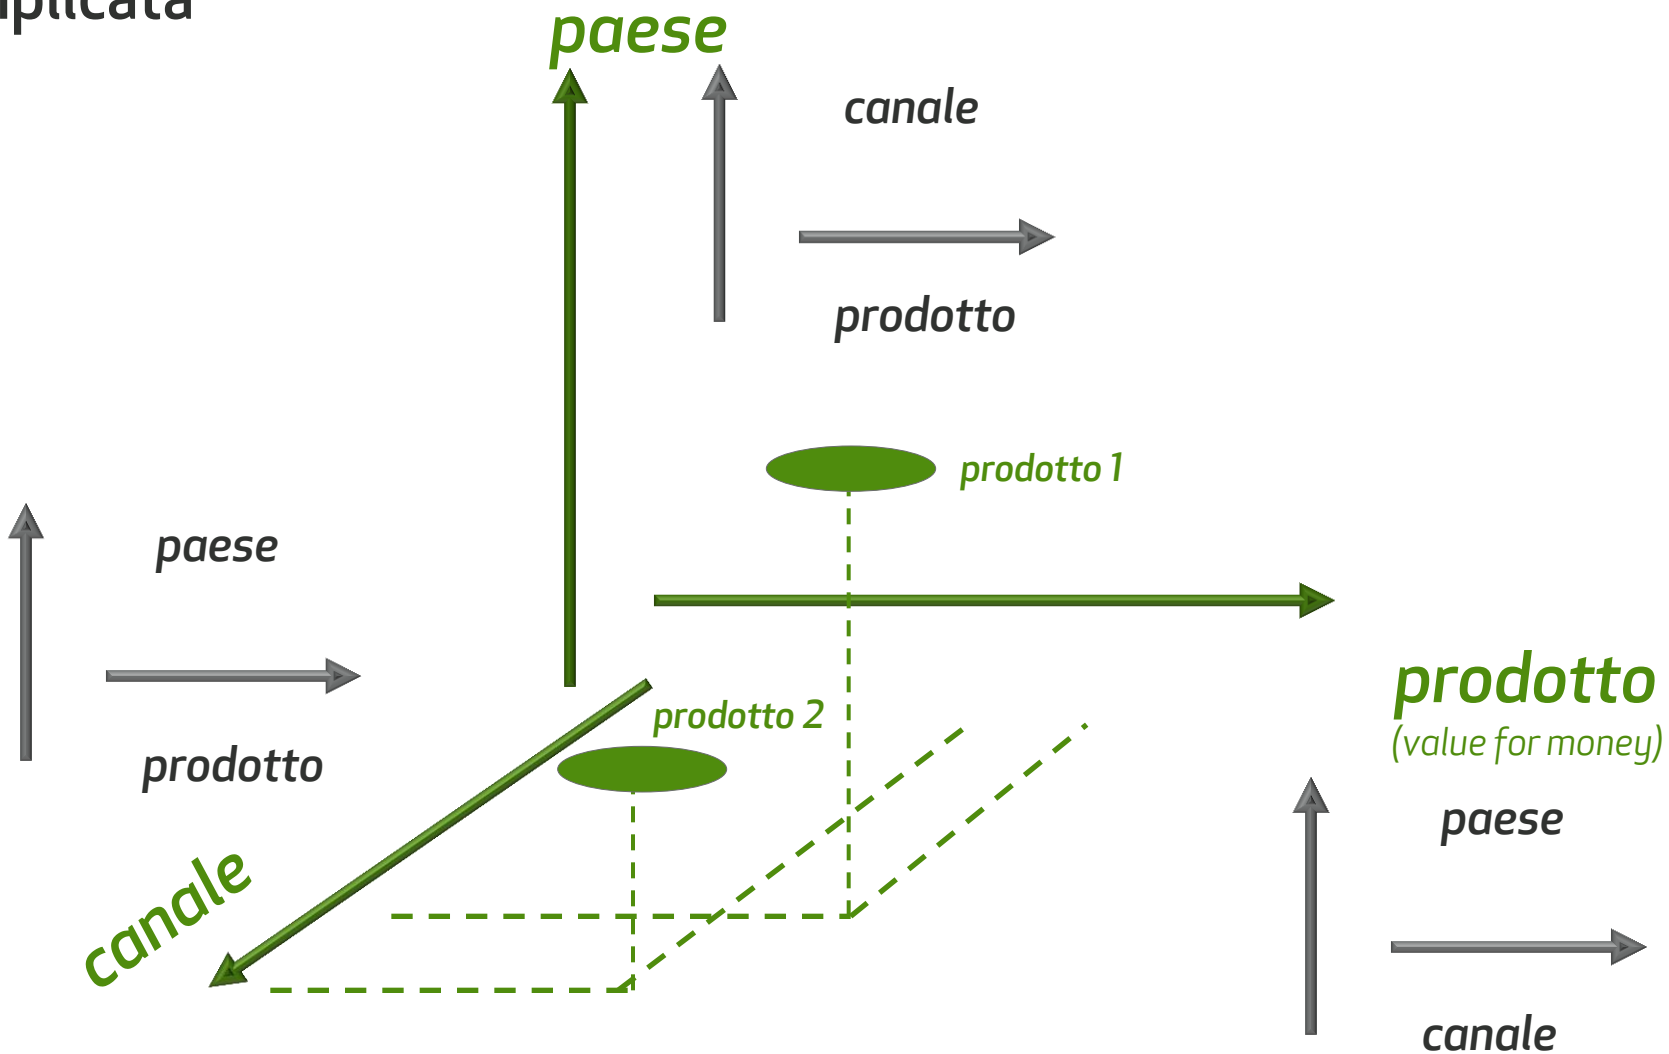 paese
canale
prodotto
prodotto 1
paese
prodotto
prodotto 2
prodotto
(value for money)
paese
canale
canale